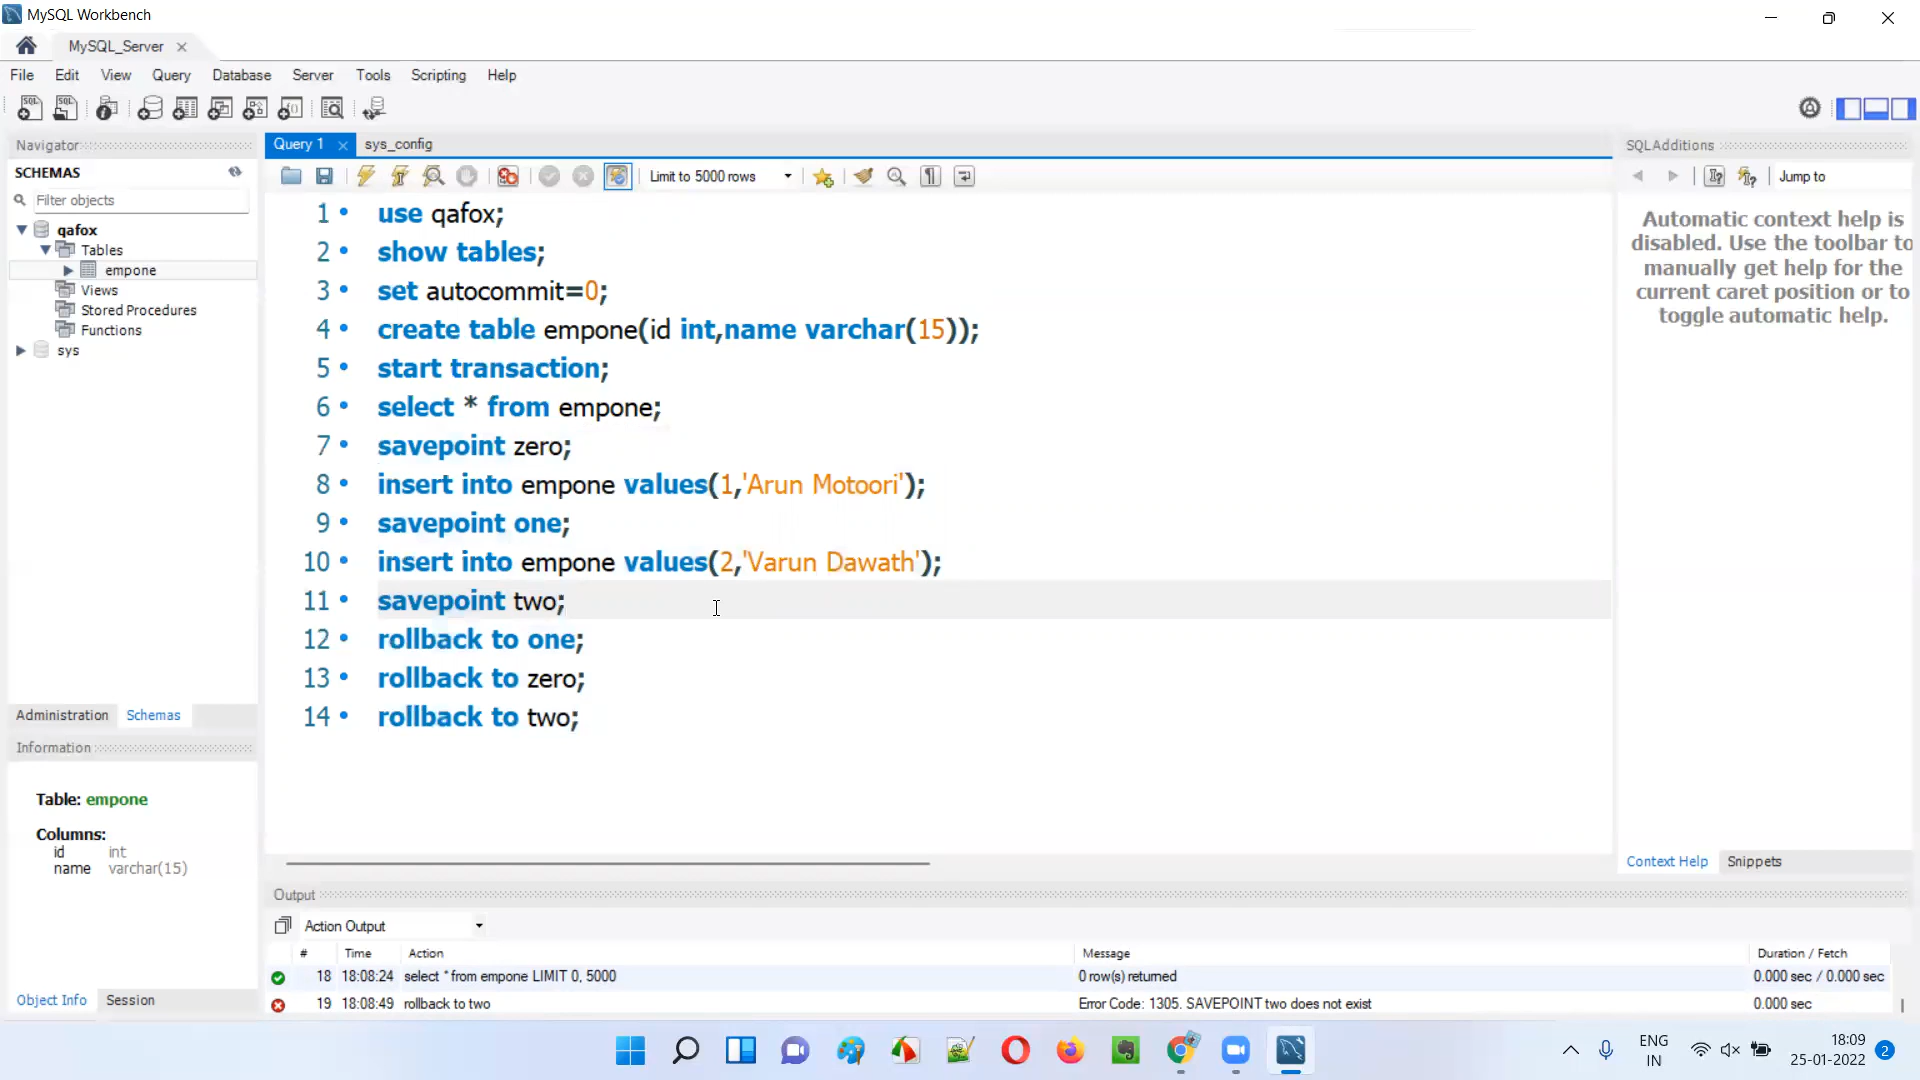 MySQL Workbench
MySQL_Server
File Edit View Query Database Server Tools Scripting Help
Navigator
SCHEMAS
Filter objects
qafox
Tables
empone
Views
Stored Procedures
Functions
sys
Administration Schemas
Information
Table: empone
Columns:
id int
name varchar(15)
Object Info Session
Query 1 sys_config
Limit to 5000 rows
1 use qafox;
2 show tables;
3 set autocommit=0;
4 create table empone(id int,name varchar(15));
5 start transaction;
6 select * from empone;
7 savepoint zero;
8 insert into empone values(1,'Arun Motoori');
9 savepoint one;
10 insert into empone values(2,'Varun Dawath');
11 savepoint two;
12 rollback to one;
13 rollback to zero;
14 rollback to two;
SQLAdditions
Jump to
Automatic context help is
disabled. Use the toolbar to
manually get help for the
current caret position or to
toggle automatic help.
Context Help Snippets
Output
Action Output
# Time Action Message Duration / Fetch
18 18:08:24 select * from empone LIMIT 0, 5000 0 row(s) returned 0.000 sec / 0.000 sec
19 18:08:49 rollback to two Error Code: 1305. SAVEPOINT two does not exist 0.000 sec
ENG
IN
18:09
25-01-2022
2